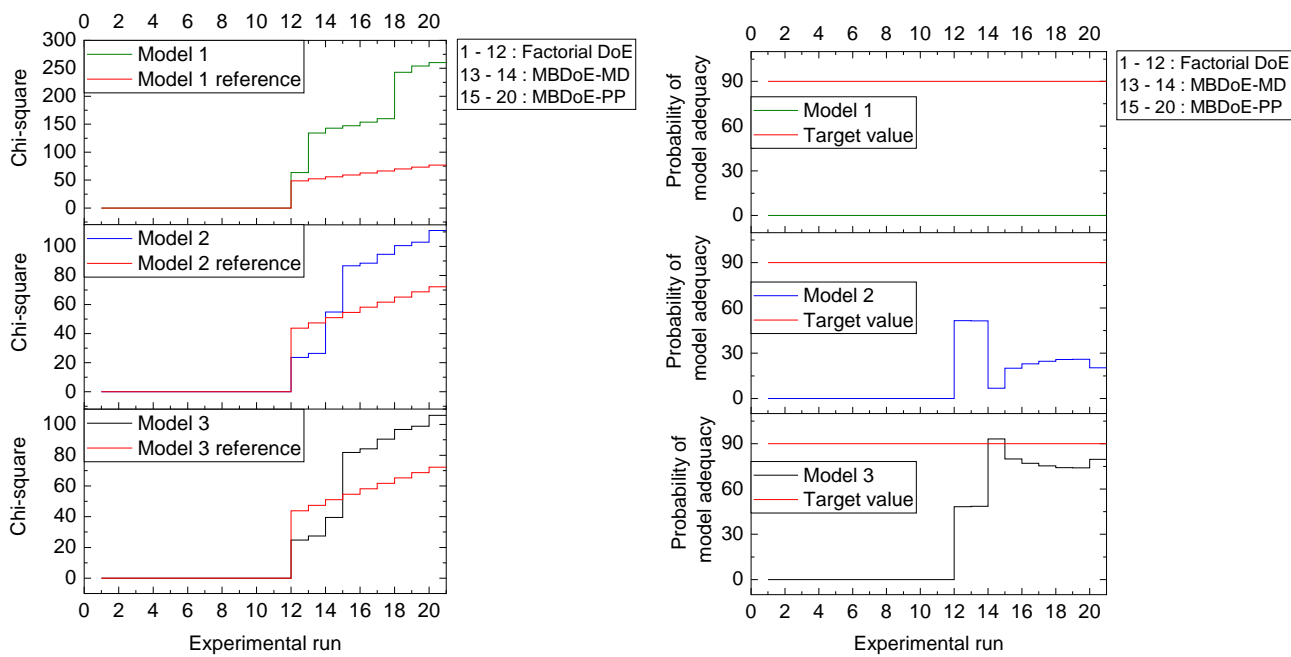 0 2 4 6 8 10 12 14 16 18 20
300
250
200
150
100
50
0
Chi-square
Model 1
Model 1 reference
1 - 12 : Factorial DoE
13 - 14 : MBDoE-MD
15 - 20 : MBDoE-PP
100
80
60
40
20
0
Chi-square
Model 2
Model 2 reference
100
80
60
40
20
0
Chi-square
Model 3
Model 3 reference
0 2 4 6 8 10 12 14 16 18 20
Experimental run
0 2 4 6 8 10 12 14 16 18 20
90
60
30
0
Probability of
model adequacy
Model 1
Target value
1 - 12 : Factorial DoE
13 - 14 : MBDoE-MD
15 - 20 : MBDoE-PP
90
60
30
0
Probability of
model adequacy
Model 2
Target value
90
60
30
0
Probability of
model adequacy
Model 3
Target value
0 2 4 6 8 10 12 14 16 18 20
Experimental run